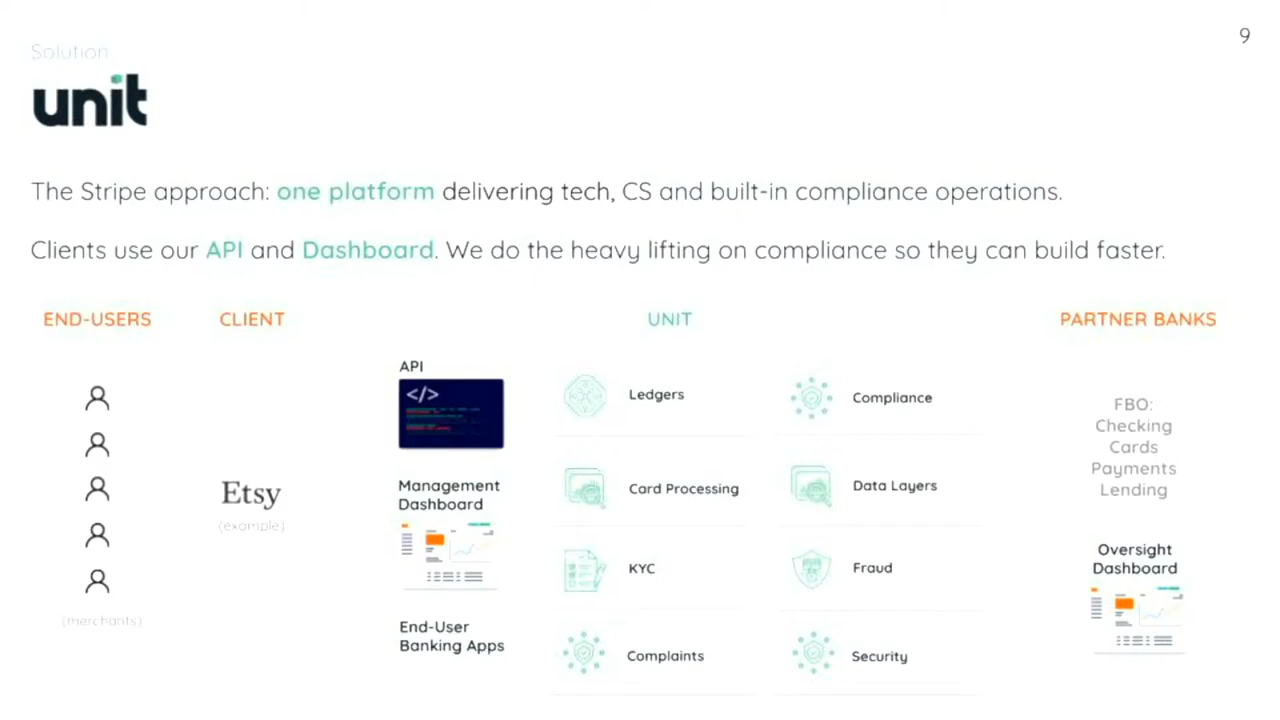 9
Solution
unit
The Stripe approach: one platform delivering tech, CS and built-in compliance operations.
Clients use our API and Dashboard. We do the heavy lifting on compliance so they can build faster.
END-USERS
CLIENT
UNIT
PARTNER BANKS
(merchants)
Etsy
(example)
API
</>
Management
Dashboard
End-User
Banking Apps
Ledgers
Card Processing
KYC
Complaints
Compliance
Data Layers
Fraud
Security
FBO:
Checking
Cards
Payments
Lending
Oversight
Dashboard